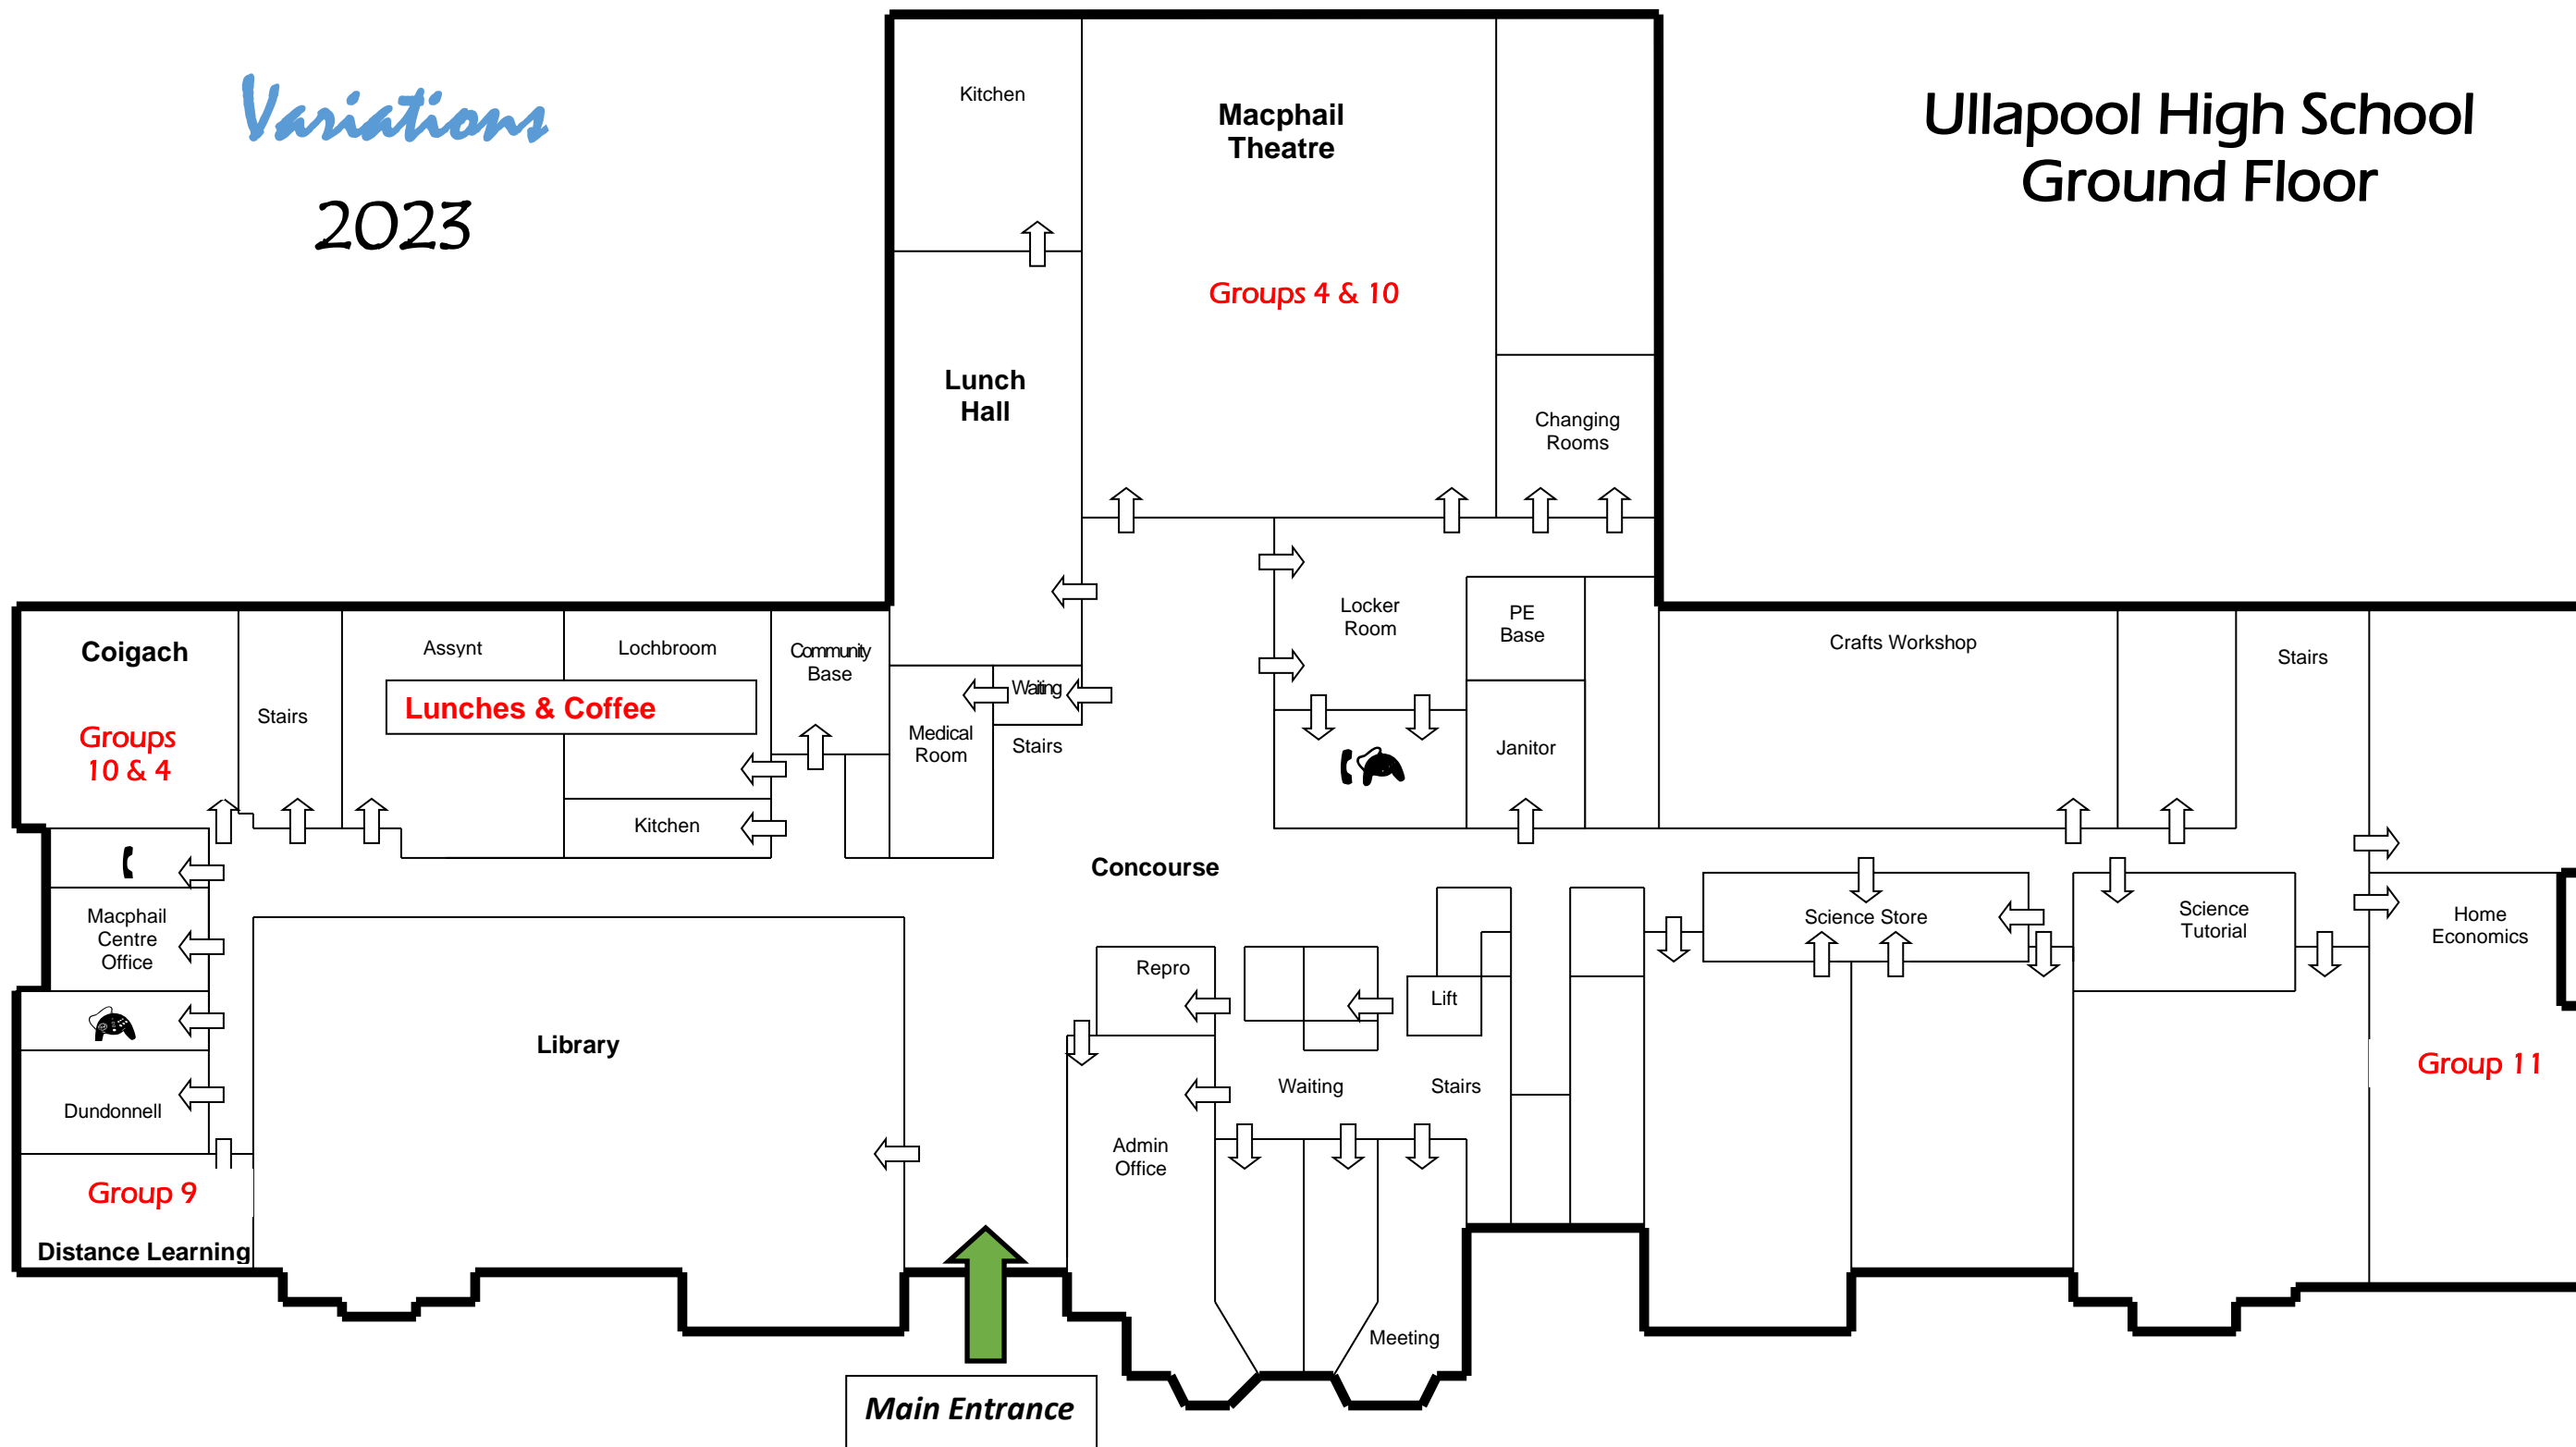 Variations
2023
Ullapool High School
Ground Floor
Kitchen
Macphail
Theatre
Groups 4 & 10
Lunch
Hall
Changing
Rooms
Coigach
Groups
10 & 4
Stairs
Assynt
Lochbroom
Lunches & Coffee
Community
Base
Kitchen
Medical
Room
Waiting
Stairs
Locker
Room
PE
Base
Janitor
Crafts Workshop
Stairs
Concourse
Macphail
Centre
Office
Dundonnell
Group 9
Distance Learning
Library
Repro
Admin
Office
Waiting
Lift
Stairs
Meeting
Science Store
Science
Tutorial
Home
Economics
Group 11
Main Entrance